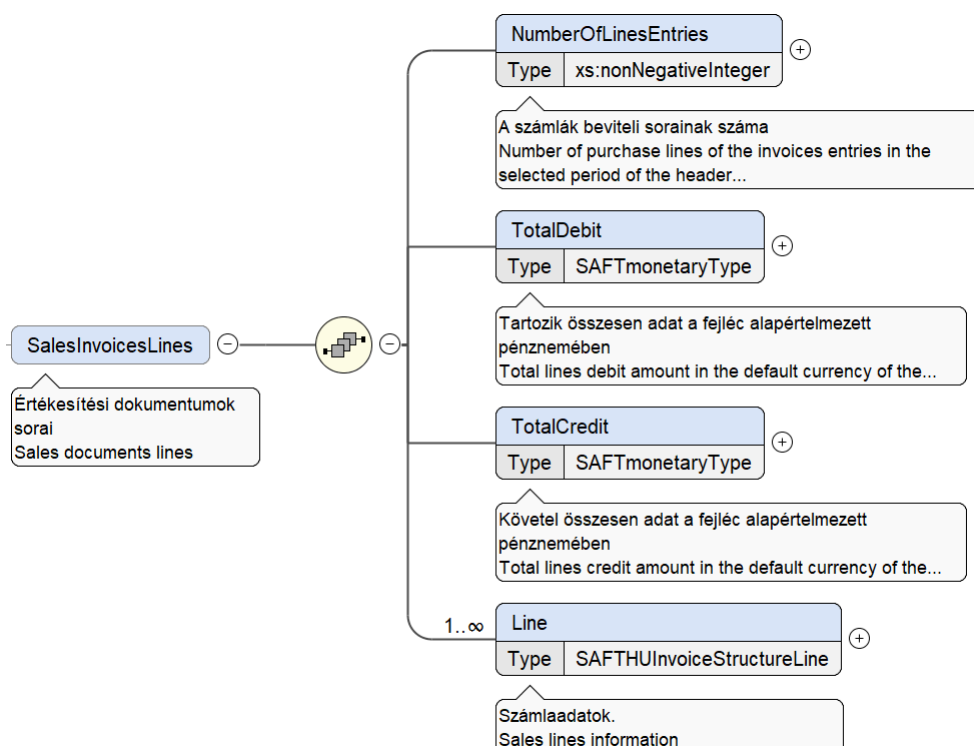 NumberOfLinesEntries
Type xs:nonNegativeInteger
A számlák beviteli sorainak száma
Number of purchase lines of the invoices entries in the
selected period of the header...
TotalDebit
Type SAFTmonetaryType
Tartozik összesen adat a fejléc alapértelmezett
pénznemében
Total lines debit amount in the default currency of the...
SalesInvoicesLines
Értékesítési dokumentumok
sorai
Sales documents lines
TotalCredit
Type SAFTmonetaryType
Követel összesen adat a fejléc alapértelmezett
pénznemében
Total lines credit amount in the default currency of the...
1..∞
Line
Type SAFTHUInvoiceStructureLine
Számlaadatok.
Sales lines information